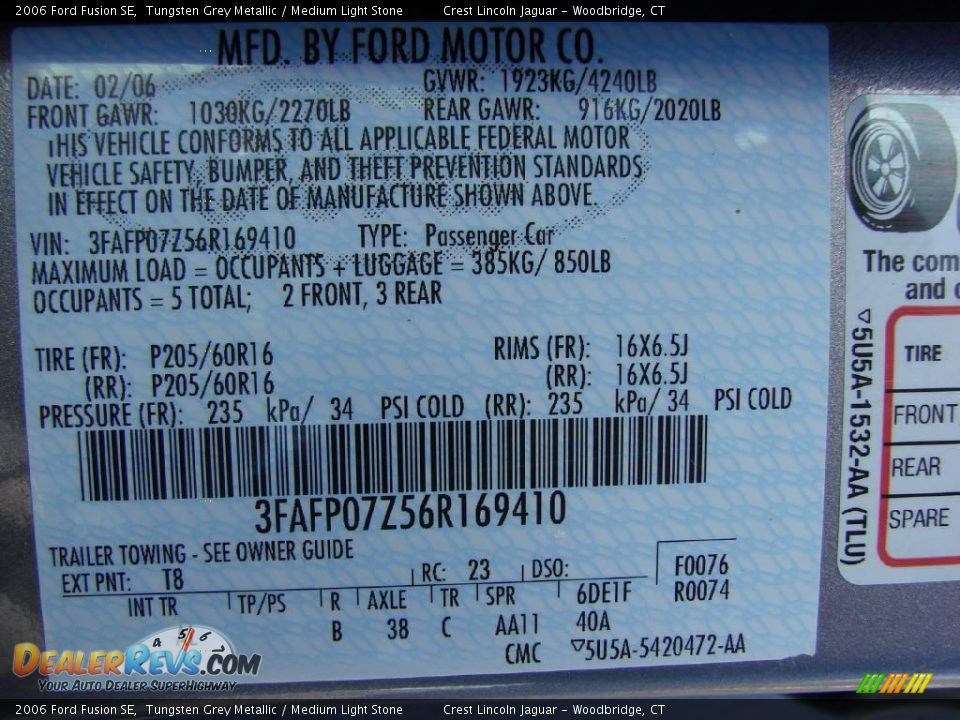 2006 Ford Fusion SE, Tungsten Grey Metallic / Medium Light Stone Crest Lincoln Jaguar - Woodbridge, CT
MFD. BY FORD MOTOR CO.
DATE: 02/06 GVWR: 1923KG/4240LB
FRONT GAWR: 1030KG/2270LB REAR GAWR: 916KG/2020LB
THIS VEHICLE CONFORMS TO ALL APPLICABLE FEDERAL MOTOR
VEHICLE SAFETY, BUMPER, AND THEFT PREVENTION STANDARDS
IN EFFECT ON THE DATE OF MANUFACTURE SHOWN ABOVE.
VIN: 3FAFP07Z56R169410 TYPE: Passenger Car
MAXIMUM LOAD = OCCUPANTS + LUGGAGE = 385KG/ 850LB
OCCUPANTS = 5 TOTAL; 2 FRONT, 3 REAR
TIRE (FR): P205/60R16 RIMS (FR): 16X6.5J
(RR): P205/60R16 (RR): 16X6.5J
PRESSURE (FR): 235 kPa/ 34 PSI COLD (RR): 235 kPa/ 34 PSI COLD
3FAFP07Z56R169410
TRAILER TOWING - SEE OWNER GUIDE
EXT PNT: T8 RC: 23 DSO: F0076
R0074
INT TR TP/PS R AXLE TR SPR 6DE1F
B 38 C AA11 40A
CMC ▽5U5A-5420472-AA
The com
and
TIRE
FRONT
REAR
SPARE
▽5U5A-1532-AA (TLU)
4 5 6
DEALERREVS.COM
YOUR AUTO DEALER SUPERHIGHWAY
2006 Ford Fusion SE, Tungsten Grey Metallic / Medium Light Stone Crest Lincoln Jaguar - Woodbridge, CT